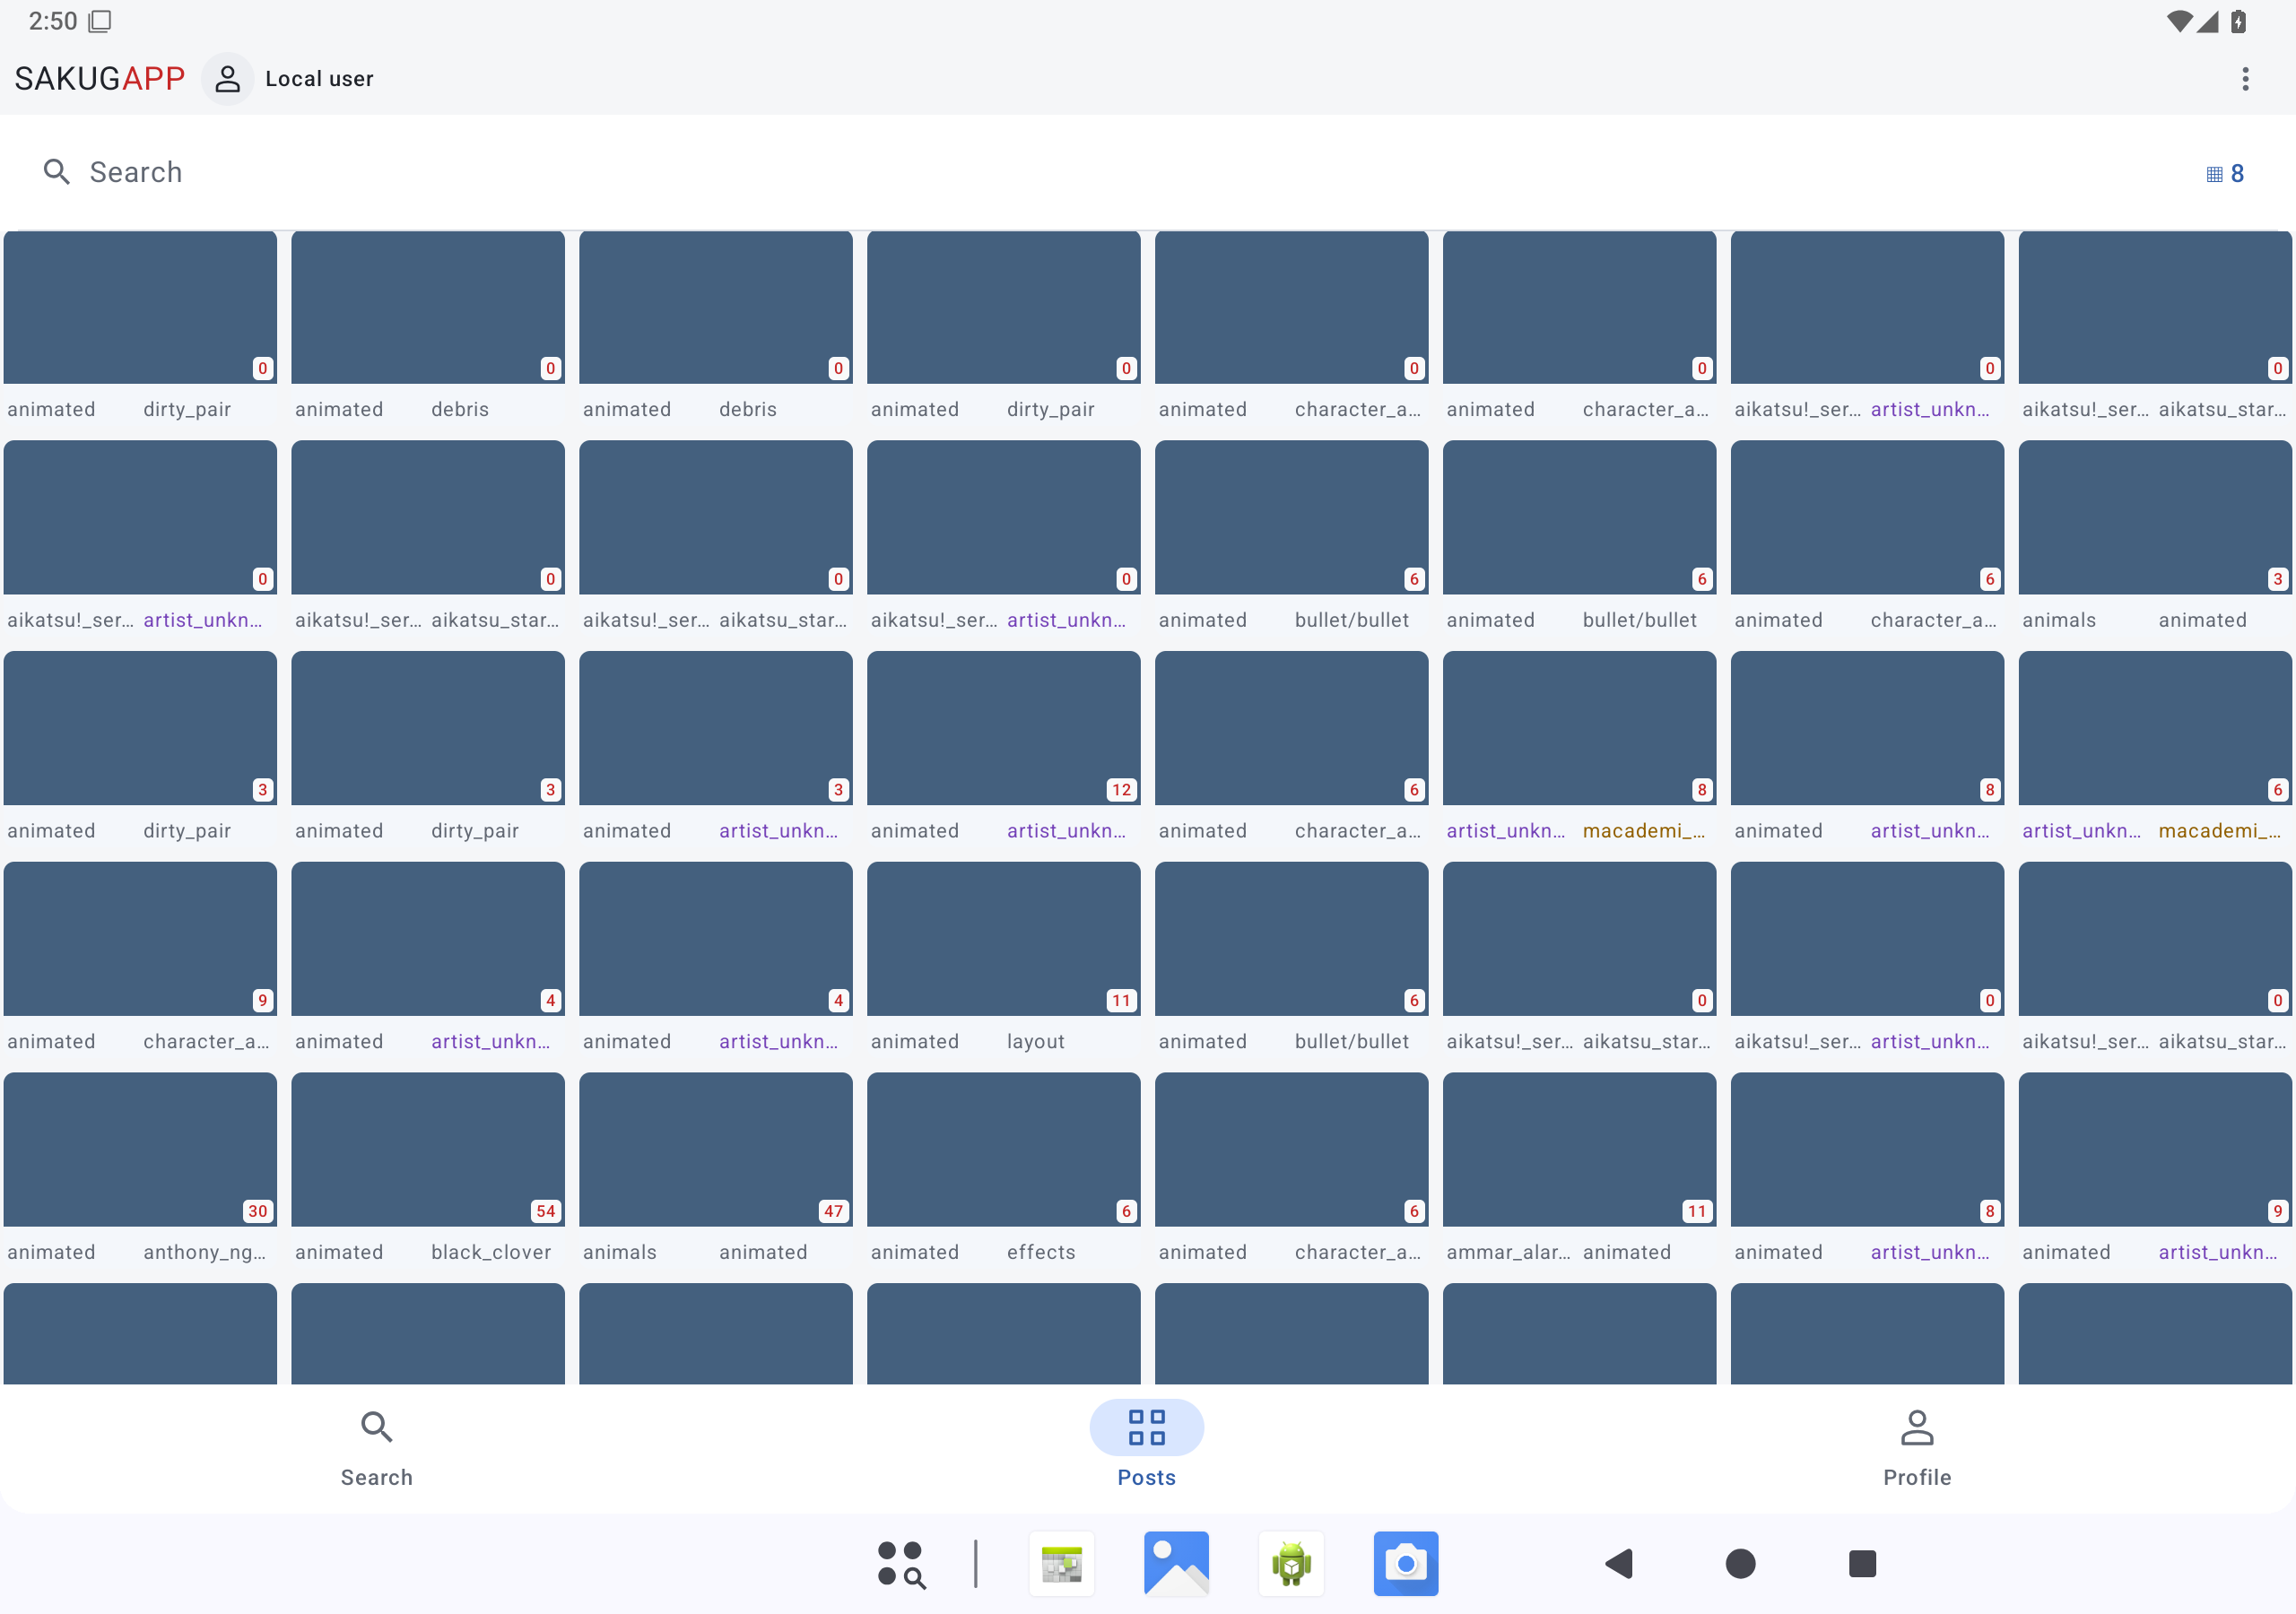 2:50
SAKUGAPP Local user
Search 8
0 0 0 0 0 0 0 0
animated dirty_pair animated debris animated debris animated dirty_pair animated character_a... animated character_a... aikatsu!_ser... artist_unkn... aikatsu!_ser... aikatsu_star...
0 0 0 0 6 6 6 3
aikatsu!_ser... artist_unkn... aikatsu!_ser... aikatsu_star... aikatsu!_ser... aikatsu_star... aikatsu!_ser... artist_unkn... animated bullet/bullet animated bullet/bullet animated character_a... animals animated
3 3 3 12 6 8 8 6
animated dirty_pair animated dirty_pair animated artist_unkn... animated artist_unkn... animated character_a... artist_unkn... macademi_... animated artist_unkn... artist_unkn... macademi_...
9 4 4 11 6 0 0 0
animated character_a... animated artist_unkn... animated artist_unkn... animated layout animated bullet/bullet aikatsu!_ser... aikatsu_star... aikatsu!_ser... artist_unkn... aikatsu!_ser... aikatsu_star...
30 54 47 6 6 11 8 9
animated anthony_ng... animated black_clover animals animated animated effects animated character_a... ammar_alar... animated animated artist_unkn... animated artist_unkn...
Search Posts Profile